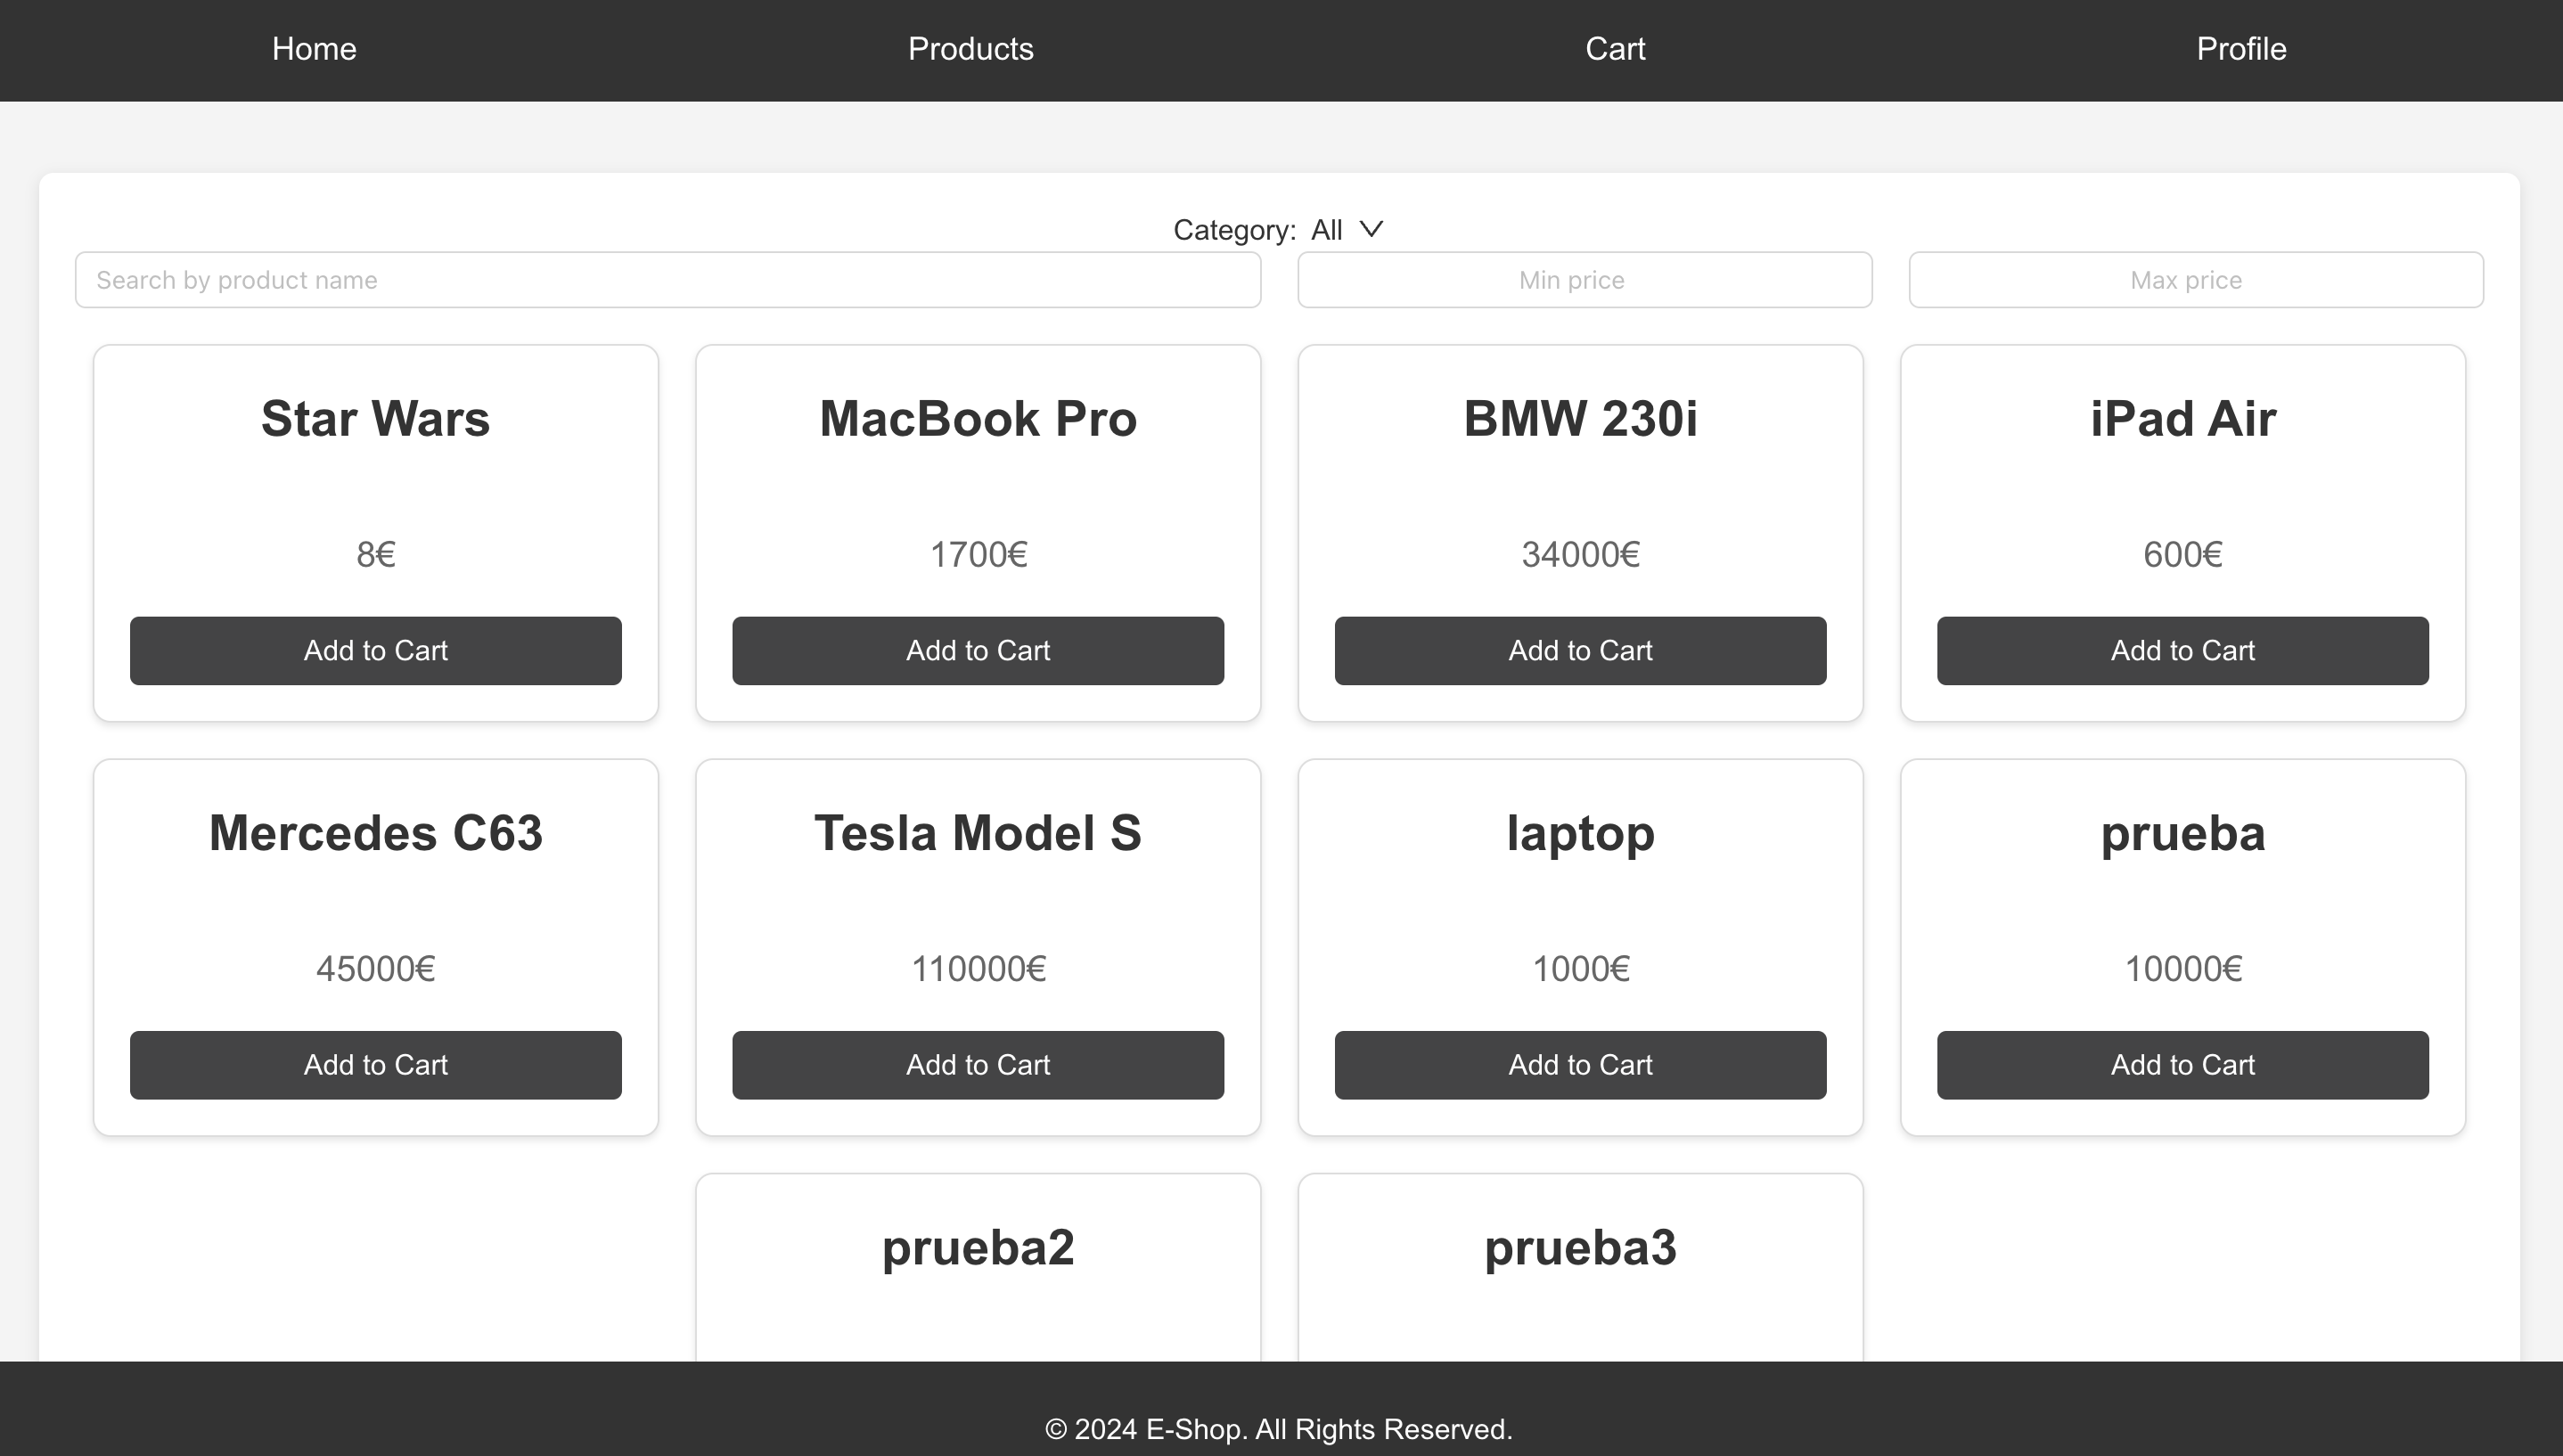 Home Products Cart Profile
Category: All
Search by product name Min price Max price
Star Wars MacBook Pro BMW 230i iPad Air
8€ 1700€ 34000€ 600€
Add to Cart Add to Cart Add to Cart Add to Cart
Mercedes C63 Tesla Model S laptop prueba
45000€ 110000€ 1000€ 10000€
Add to Cart Add to Cart Add to Cart Add to Cart
prueba2 prueba3
© 2024 E-Shop. All Rights Reserved.